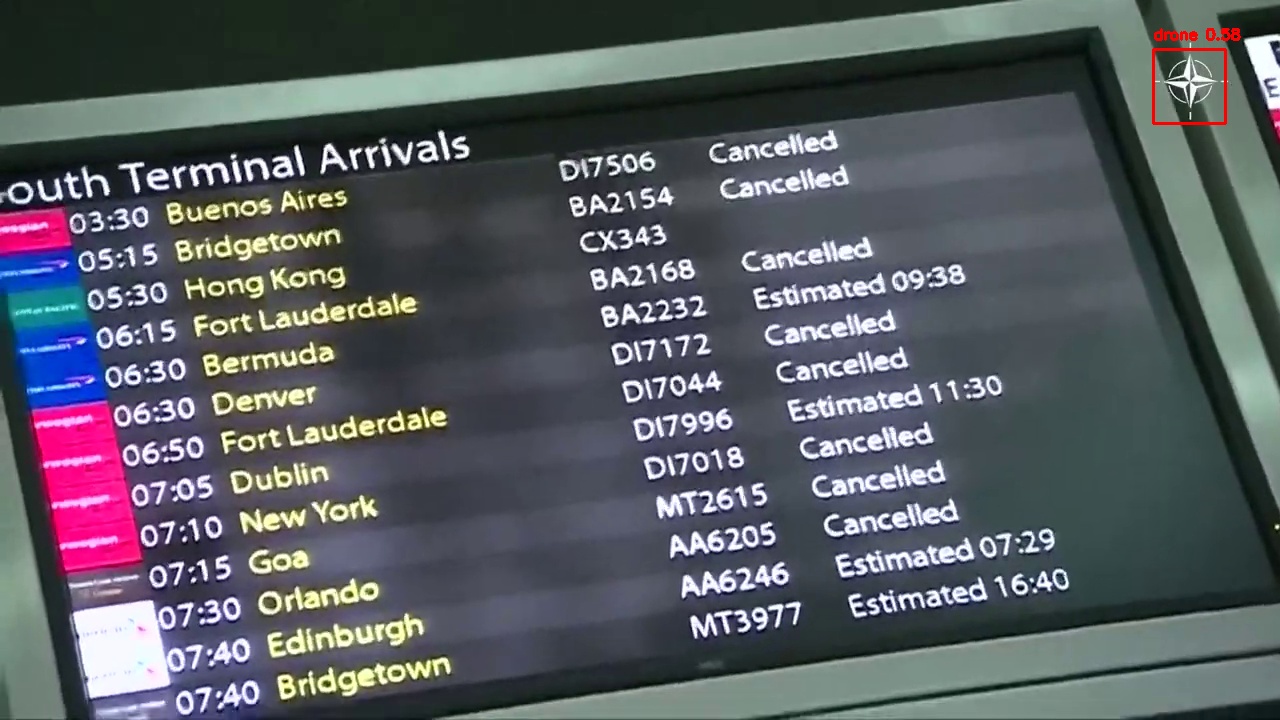 drone 0.58
South Terminal Arrivals
03:30 Buenos Aires DI7506 Cancelled
05:15 Bridgetown BA2154 Cancelled
05:30 Hong Kong CX343
06:15 Fort Lauderdale BA2168 Cancelled
06:30 Bermuda BA2232 Estimated 09:38
06:30 Denver DI7172 Cancelled
06:50 Fort Lauderdale DI7044 Cancelled
07:05 Dublin DI7996 Estimated 11:30
07:10 New York DI7018 Cancelled
07:15 Goa MT2615 Cancelled
07:30 Orlando AA6205 Cancelled
07:40 Edinburgh AA6246 Estimated 07:29
07:40 Bridgetown MT3977 Estimated 16:40